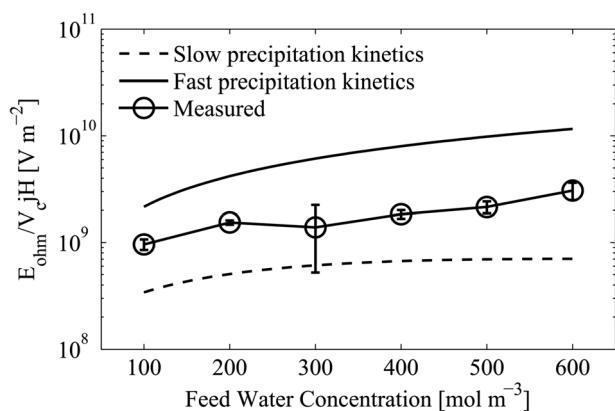 10^11
Slow precipitation kinetics
Fast precipitation kinetics
Measured
10^10
10^9
10^8
E_ohm/V_c jH [V m^−2]
100 200 300 400 500 600
Feed Water Concentration [mol m^−3]